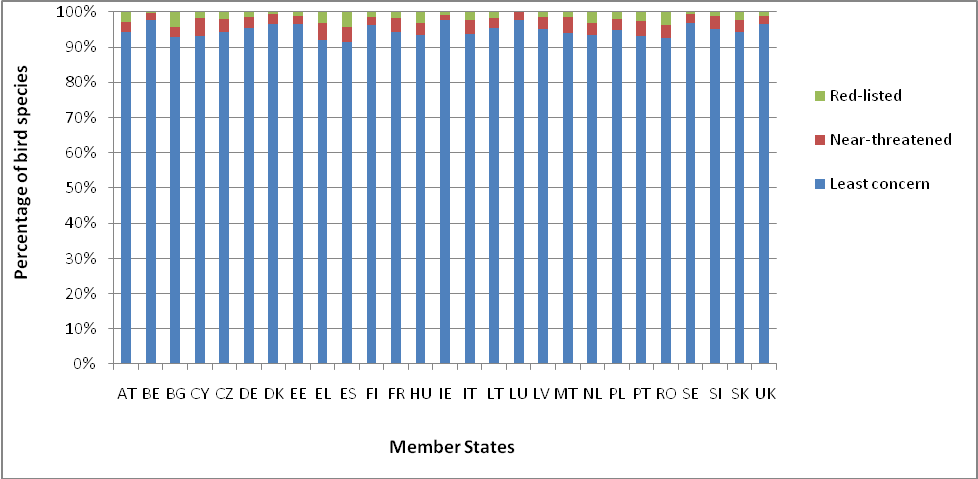 Percentage of bird species
100%
90%
80%
70%
60%
50%
40%
30%
20%
10%
0%
AT BE BG CY CZ DE DK EE EL ES FI FR HU IE IT LT LU LV MT NL PL PT RO SE SI SK UK
Member States
Red-listed
Near-threatened
Least concern